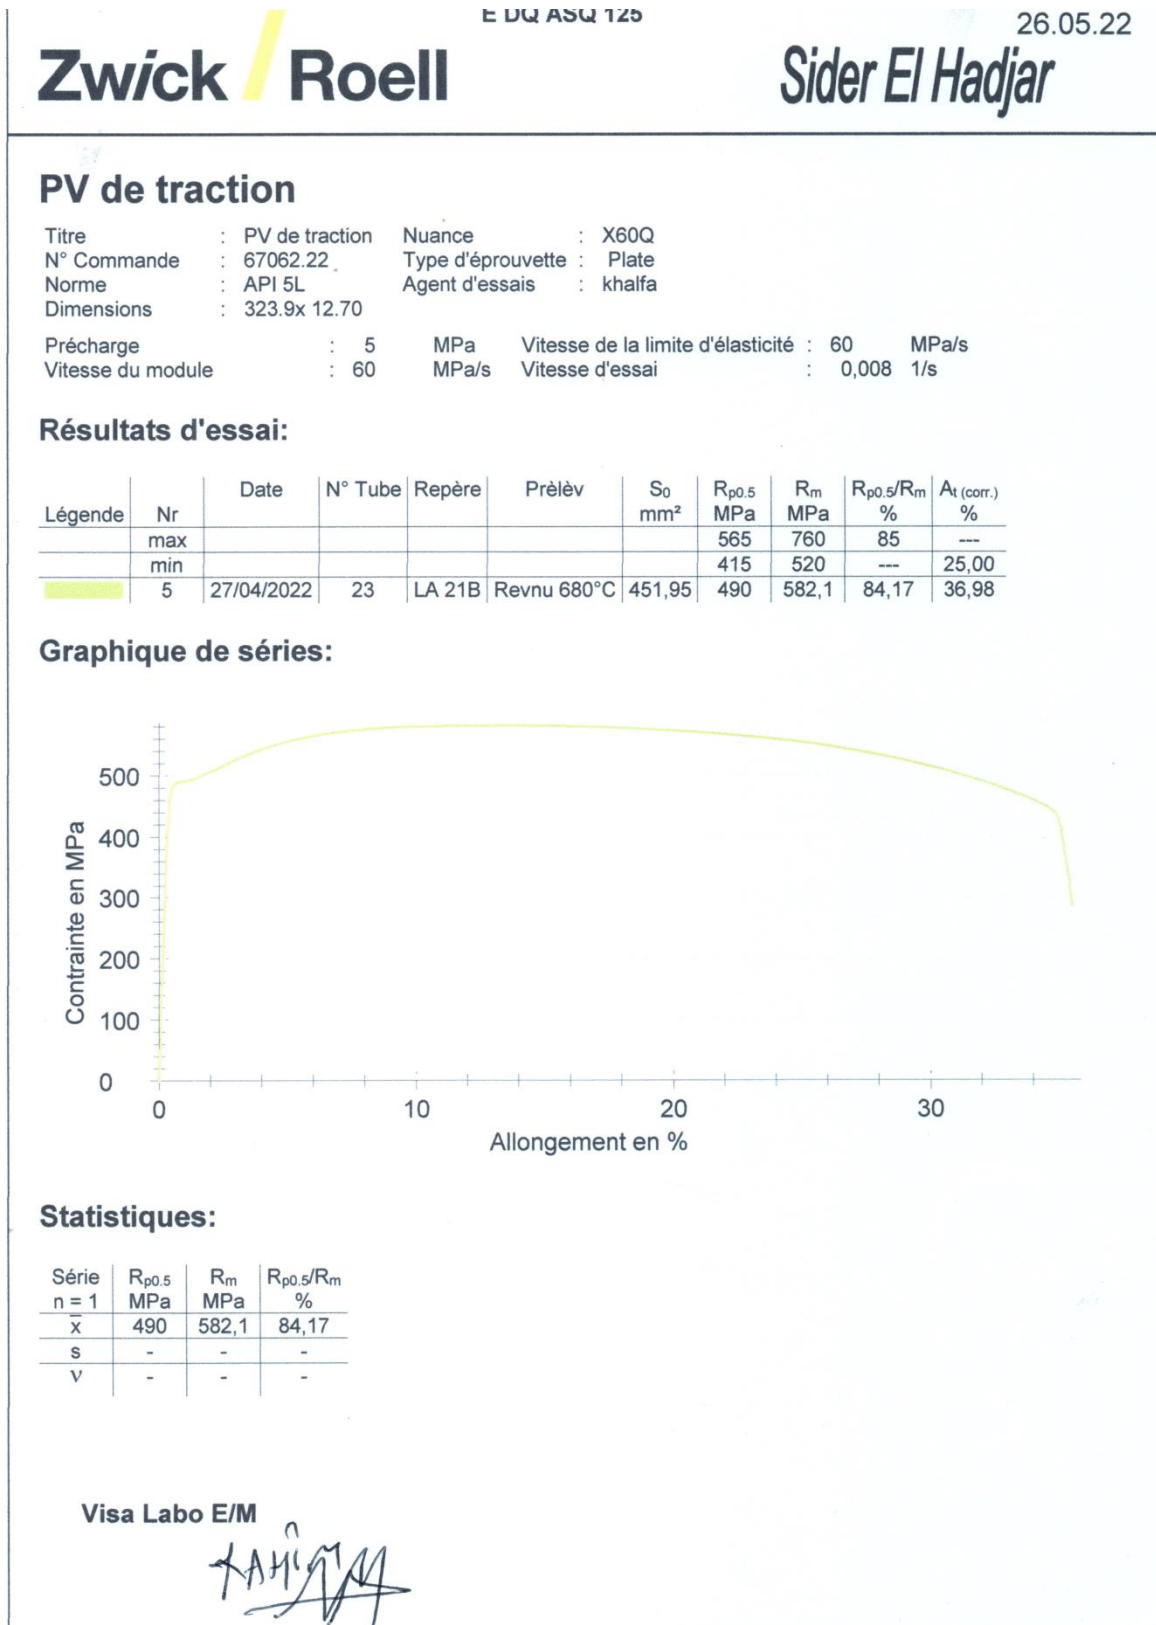 E DQ ASQ 125
26.05.22
Zwick / Roell
Sider El Hadjar
PV de traction
Titre : PV de traction Nuance : X60Q
N° Commande : 67062.22 Type d'éprouvette : Plate
Norme : API 5L Agent d'essais : khalfa
Dimensions : 323.9x 12.70
Précharge : 5 MPa Vitesse de la limite d'élasticité : 60 MPa/s
Vitesse du module : 60 MPa/s Vitesse d'essai : 0,008 1/s
Résultats d'essai:
Date N° Tube Repère Prèlèv S0 Rp0.5 Rm Rp0.5/Rm At (corr.)
Légende Nr mm² MPa MPa % %
max 565 760 85 ---
min 415 520 --- 25,00
5 27/04/2022 23 LA 21B Revnu 680°C 451,95 490 582,1 84,17 36,98
Graphique de séries:
500
400
300
200
100
0
Contrainte en MPa
0 10 20 30
Allongement en %
Statistiques:
Série Rp0.5 Rm Rp0.5/Rm
n = 1 MPa MPa %
x̅ 490 582,1 84,17
s - - -
ν - - -
Visa Labo E/M